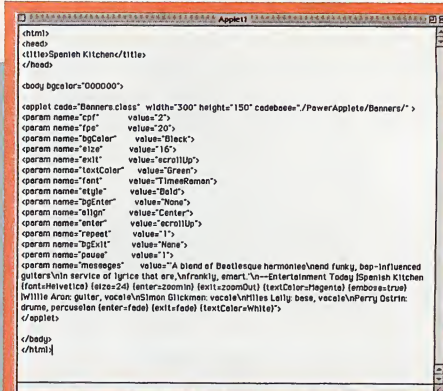 Applet1
<html>
<head>
<title>Spanish Kitchen</title>
</head>
<body bgcolor="000000">
<applet code="Banners.class" width="300" height="150" codebase="./PowerApplets/Banners/" >
<param name="cpf" value="2">
<param name="fps" value="20">
<param name="bgColor" value="Black">
<param name="size" value="16">
<param name="exit" value="scrollUp">
<param name="textColor" value="Green">
<param name="font" value="TimesRoman">
<param name="style" value="Bold">
<param name="bgEnter" value="None">
<param name="align" value="Center">
<param name="enter" value="scrollUp">
<param name="repeat" value="1">
<param name="bgExit" value="None">
<param name="pause" value="1">
<param name="messages" value="'A blend of Beatlesque harmonies\nand funky, bop-influenced
guitars\nin service of lyrics that are,\nfrankly, smart.'\n--Entertainment Today |Spanish Kitchen
{font=Helvetica} {size=24} {enter=zoomIn} {exit=zoomOut} {textColor=Magenta} {emboss=true}
|Willie Aron: guitar, vocals\nSimon Glickman: vocals\nMiles Lally: bass, vocals\nPerry Ostrin:
drums, percussion {enter=fade} {exit=fade} {textColor=White}">
</applet>
</body>
</html>